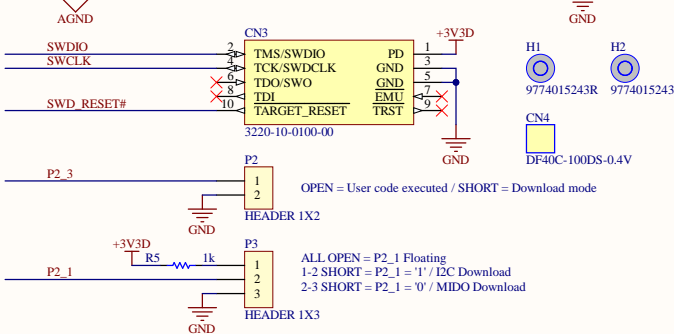 AGND
GND
CN3
+3V3D
SWDIO
2
TMS/SWDIO
PD
1
SWCLK
4
TCK/SWDCLK
GND
3
6
TDO/SWO
GND
5
8
TDI
EMU
7
SWD_RESET#
10
TARGET_RESET
TRST
9
3220-10-0100-00
GND
H1
H2
9774015243R
9774015243
CN4
DF40C-100DS-0.4V
P2
P2_3
1
2
OPEN = User code executed / SHORT = Download mode
GND
HEADER 1X2
P3
+3V3D
R5
1k
1
P2_1
2
3
ALL OPEN = P2_1 Floating
1-2 SHORT = P2_1 = '1' / I2C Download
2-3 SHORT = P2_1 = '0' / MIDO Download
GND
HEADER 1X3